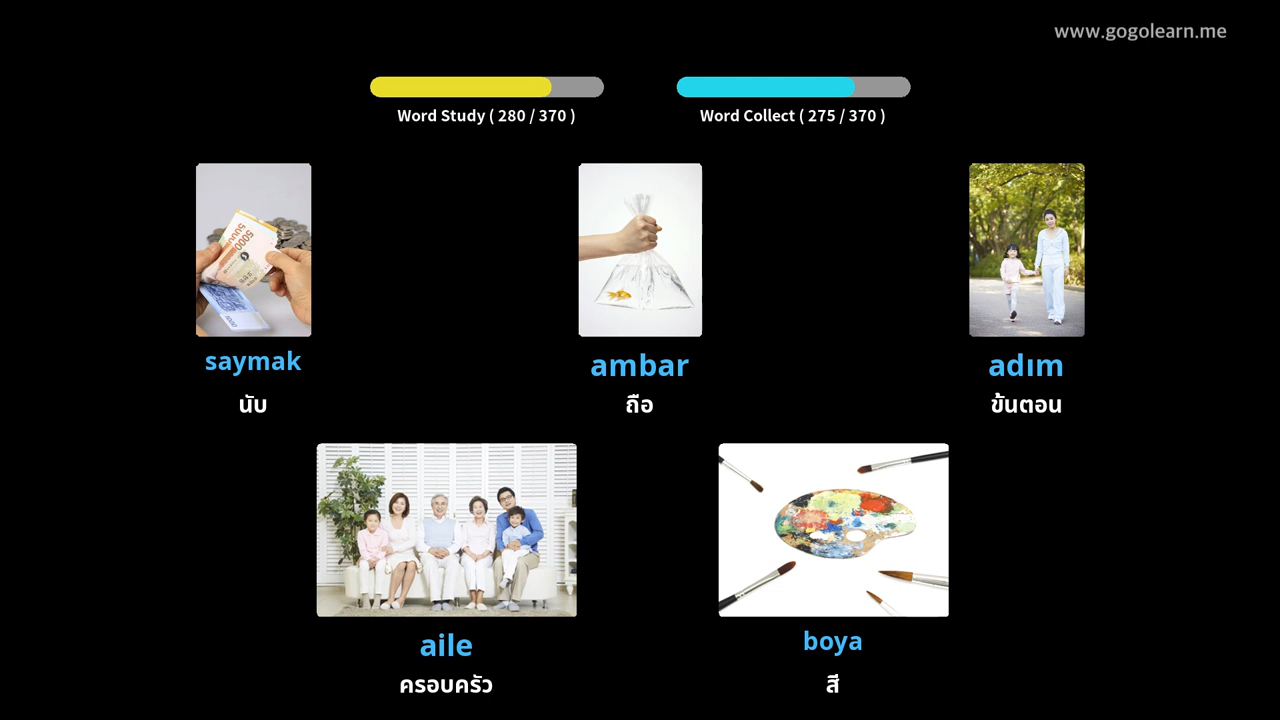 www.gogolearn.me
Word Study ( 280 / 370 )
Word Collect ( 275 / 370 )
saymak
นับ
ambar
ถือ
adım
ขั้นตอน
aile
ครอบครัว
boya
สี